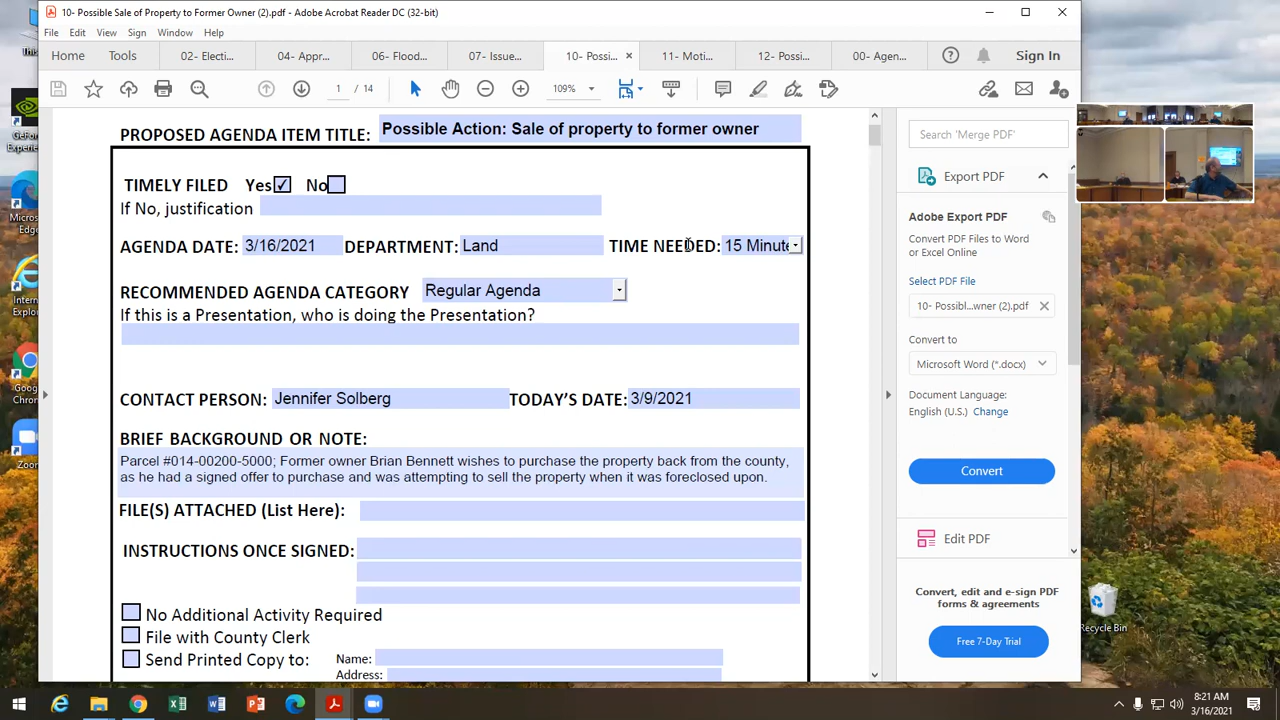 10- Possible Sale of Property to Former Owner (2).pdf - Adobe Acrobat Reader DC (32-bit)
File Edit View Sign Window Help
Home Tools 02- Electi... 04- Appr... 06- Flood... 07- Issue... 10- Possi... × 11- Moti... 12- Possi... 00- Agen... Sign In
1 / 14 109%
PROPOSED AGENDA ITEM TITLE: Possible Action: Sale of property to former owner
TIMELY FILED Yes ✓ No
If No, justification
AGENDA DATE: 3/16/2021 DEPARTMENT: Land TIME NEEDED: 15 Minute
RECOMMENDED AGENDA CATEGORY Regular Agenda
If this is a Presentation, who is doing the Presentation?
CONTACT PERSON: Jennifer Solberg TODAY'S DATE: 3/9/2021
BRIEF BACKGROUND OR NOTE:
Parcel #014-00200-5000; Former owner Brian Bennett wishes to purchase the property back from the county,
as he had a signed offer to purchase and was attempting to sell the property when it was foreclosed upon.
FILE(S) ATTACHED (List Here):
INSTRUCTIONS ONCE SIGNED:
No Additional Activity Required
File with County Clerk
Send Printed Copy to: Name:
Address:
Search 'Merge PDF'
Export PDF
Adobe Export PDF
Convert PDF Files to Word
or Excel Online
Select PDF File
10- Possibl...wner (2).pdf
Convert to
Microsoft Word (*.docx)
Document Language:
English (U.S.) Change
Convert
Edit PDF
Convert, edit and e-sign PDF
forms & agreements
Free 7-Day Trial
This
GeFor
Experie
Micros
Edg
Intern
Explor
Goog
Chro
Zoo
Recycle Bin
8:21 AM
3/16/2021